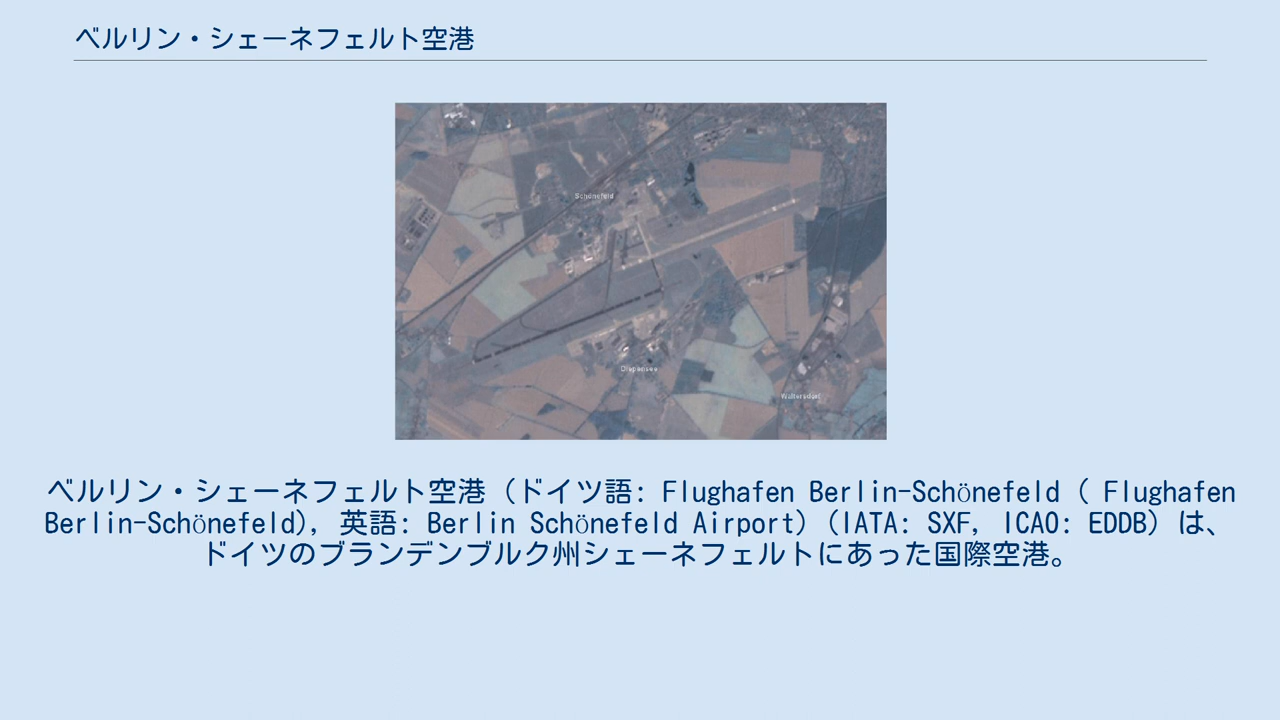 ベルリン・シェーネフェルト空港
Schönefeld
Diepensee
Waltersdorf
ベルリン・シェーネフェルト空港（ドイツ語: Flughafen Berlin-Schönefeld ( Flughafen
Berlin-Schönefeld), 英語: Berlin Schönefeld Airport）（IATA: SXF, ICAO: EDDB）は、
ドイツのブランデンブルク州シェーネフェルトにあった国際空港。